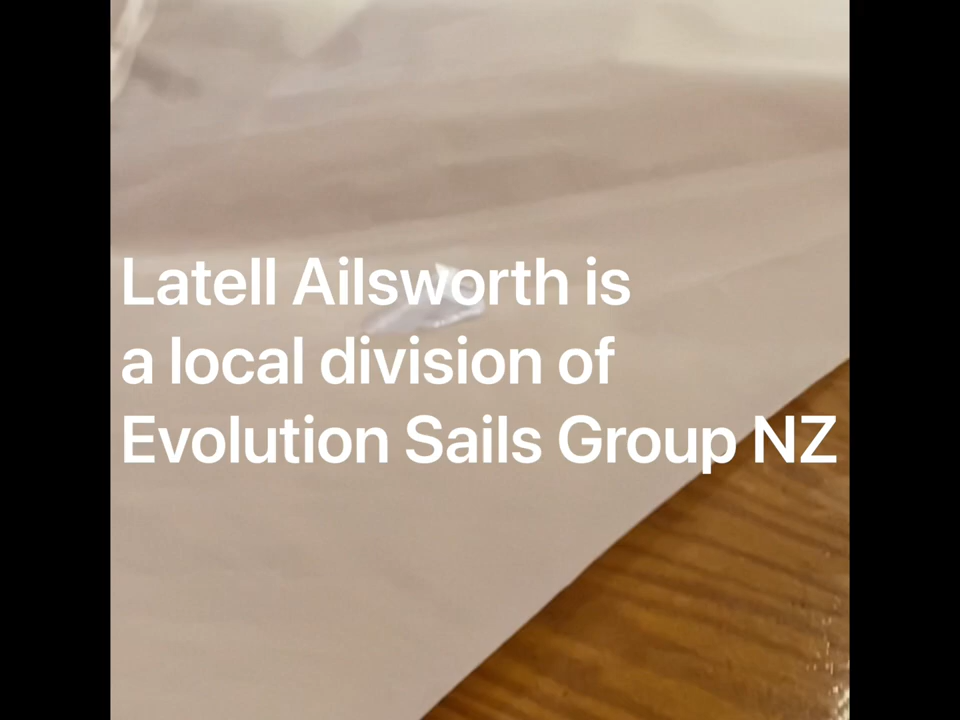 Latell Ailsworth is
a local division of
Evolution Sails Group NZ